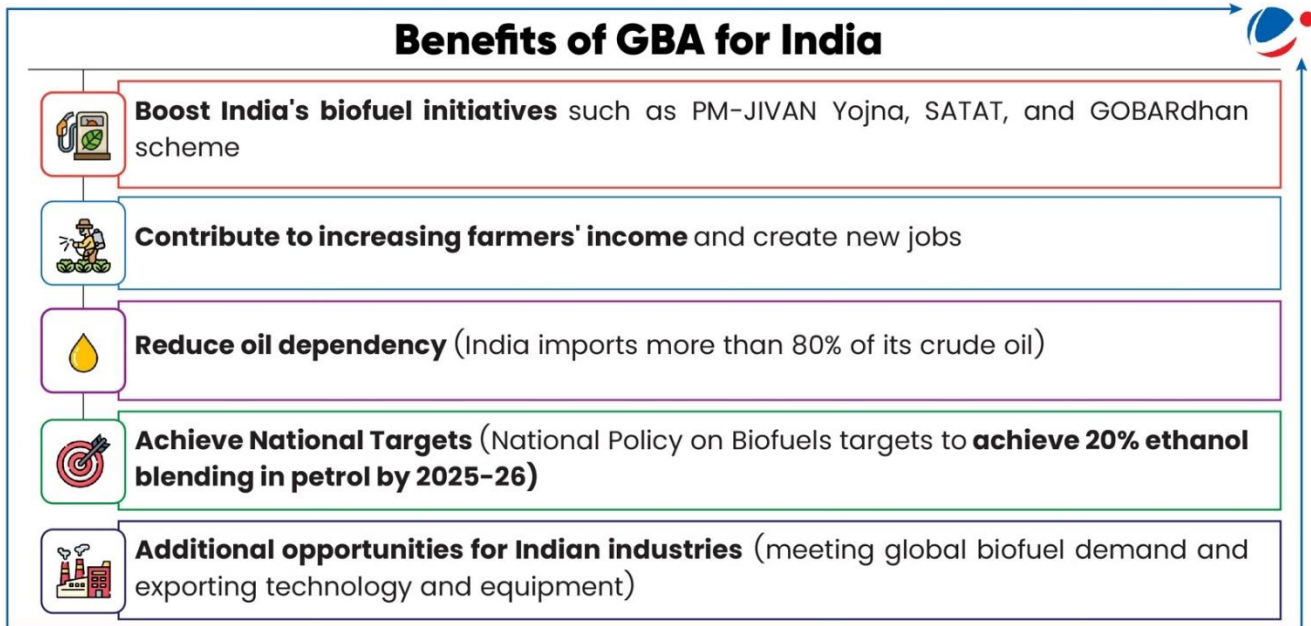 Benefits of GBA for India
Boost India's biofuel initiatives such as PM-JIVAN Yojna, SATAT, and GOBARdhan
scheme
Contribute to increasing farmers' income and create new jobs
Reduce oil dependency (India imports more than 80% of its crude oil)
Achieve National Targets (National Policy on Biofuels targets to achieve 20% ethanol
blending in petrol by 2025-26)
Additional opportunities for Indian industries (meeting global biofuel demand and
exporting technology and equipment)